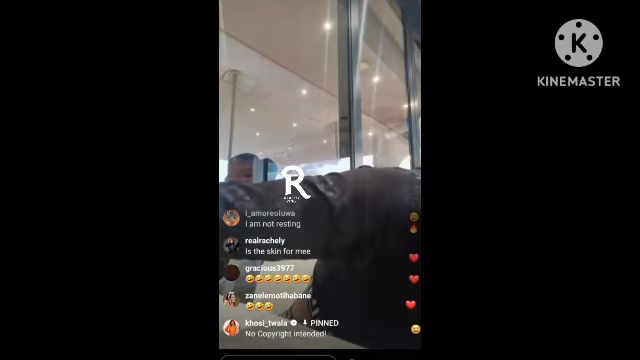 K
KINEMASTER
R
i_amoreoluwa
I am not resting
realrachely
Is the skin for mee
gracious3977
🤣🤣🤣🤣🤣🤣🤣
zanelemotlhabane
🤣🤣🤣
khosi_twala PINNED
No Copyright intended!